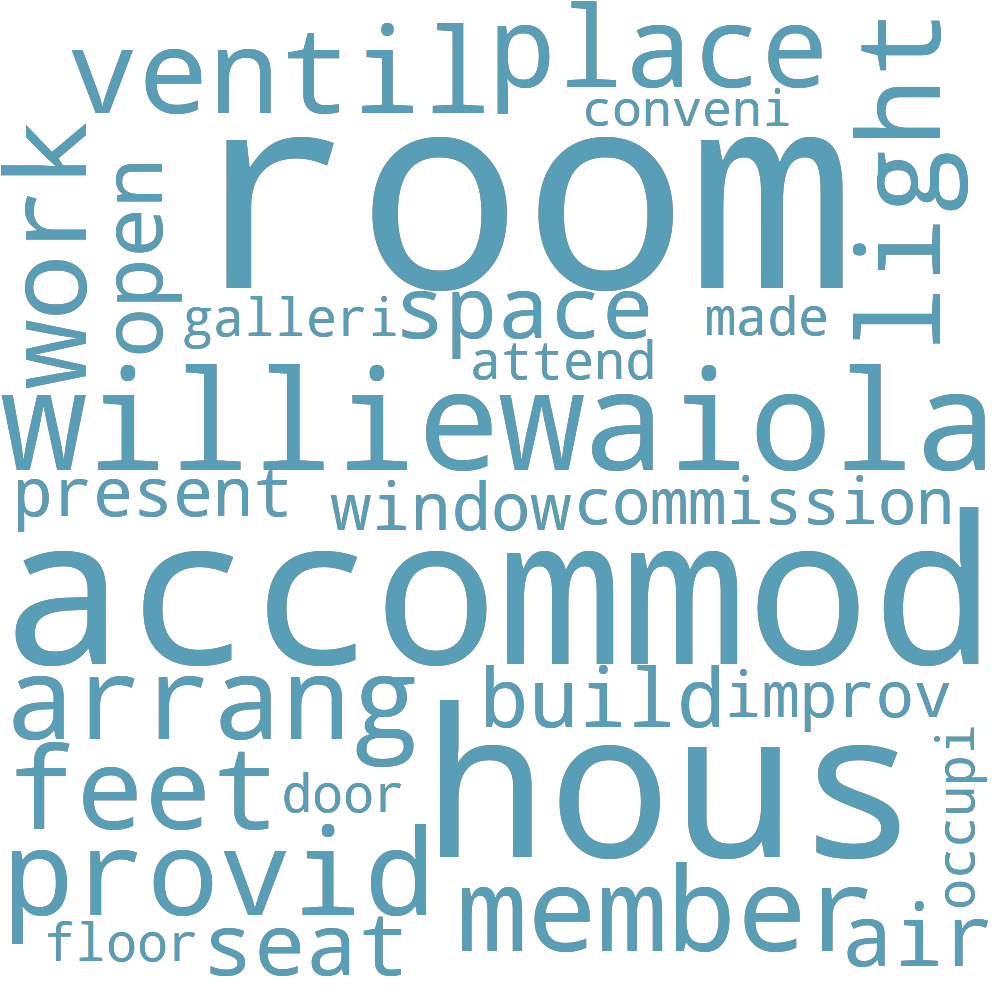 ventil
place
conveni
light
work
open
room
galleri
space
made
attend
williewaiola
present
window
commission
accommod
arrang
build
improv
feet
door
hous
occupi
provid
member
air
floor
seat